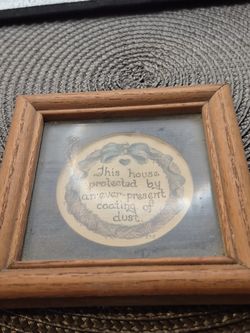 This house
protected by
an ever-present
coating of
dust.